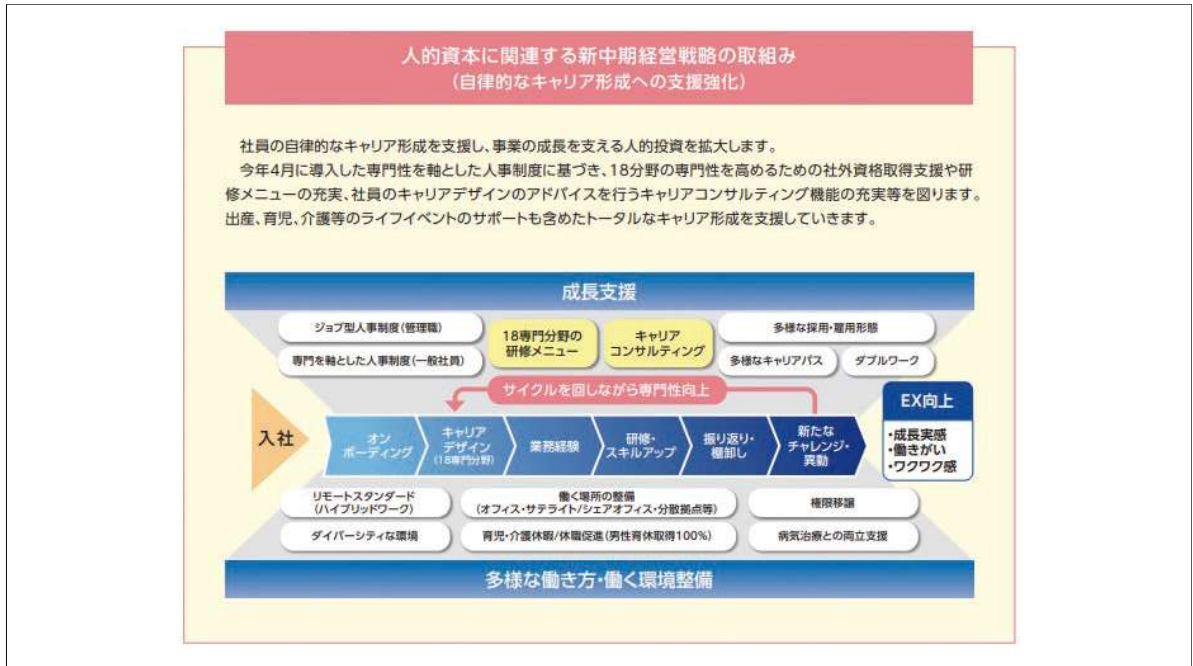 人的資本に関連する新中期経営戦略の取組み
(自律的なキャリア形成への支援強化)
社員の自律的なキャリア形成を支援し、事業の成長を支える人的投資を拡大します。
今年4月に導入した専門性を軸とした人事制度に基づき、18分野の専門性を高めるための社外資格取得支援や研
修メニューの充実、社員のキャリアデザインのアドバイスを行うキャリアコンサルティング機能の充実等を図ります。
出産、育児、介護等のライフイベントのサポートも含めたトータルなキャリア形成を支援していきます。
成長支援
ジョブ型人事制度(管理職)
専門を軸とした人事制度(一般社員)
18専門分野の
研修メニュー
キャリア
コンサルティング
多様な採用・雇用形態
多様なキャリアパス
ダブルワーク
サイクルを回しながら専門性向上
入社
オン
ボーディング
キャリア
デザイン
(18専門分野)
業務経験
研修・
スキルアップ
振り返り・
棚卸し
新たな
チャレンジ・
異動
EX向上
・成長実感
・働きがい
・ワクワク感
リモートスタンダード
(ハイブリッドワーク)
働く場所の整備
(オフィス・サテライト/シェアオフィス・分散拠点等)
権限移譲
ダイバーシティな環境
育児・介護休暇/休職促進(男性育休取得100%)
病気治療との両立支援
多様な働き方・働く環境整備